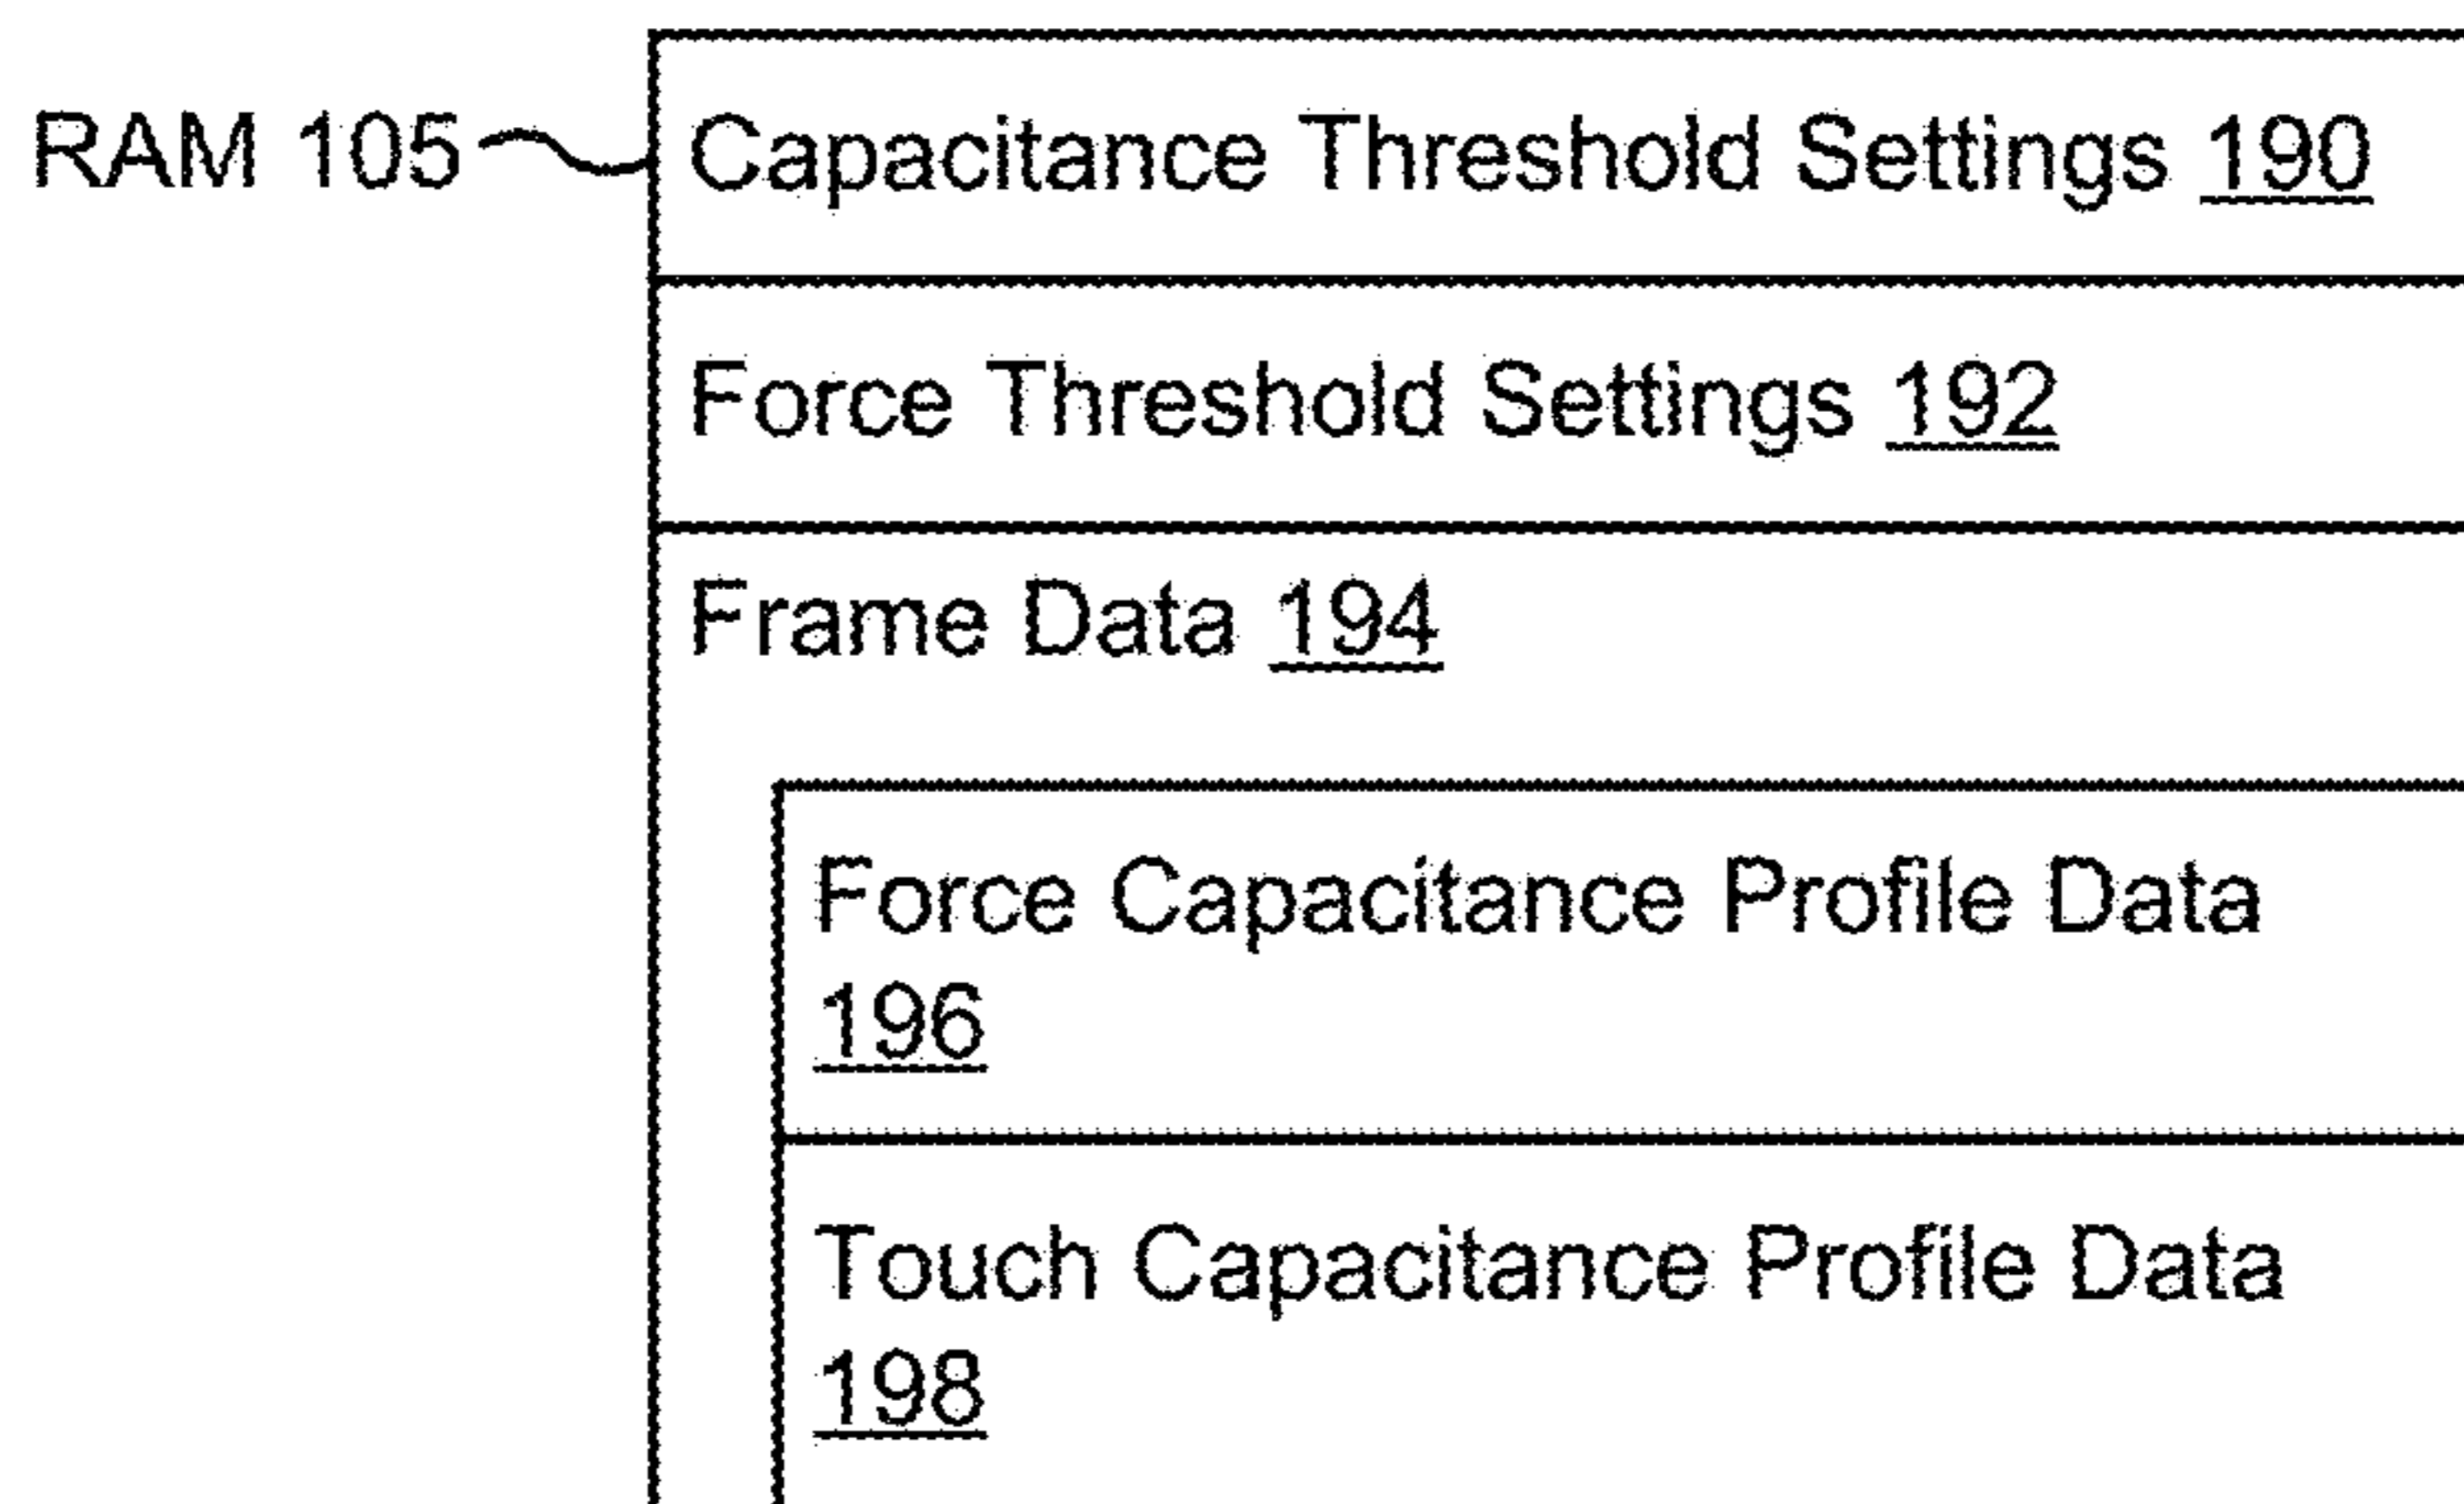 RAM 105
Capacitance Threshold Settings 190
Force Threshold Settings 192
Frame Data 194
Force Capacitance Profile Data
196
Touch Capacitance Profile Data
198